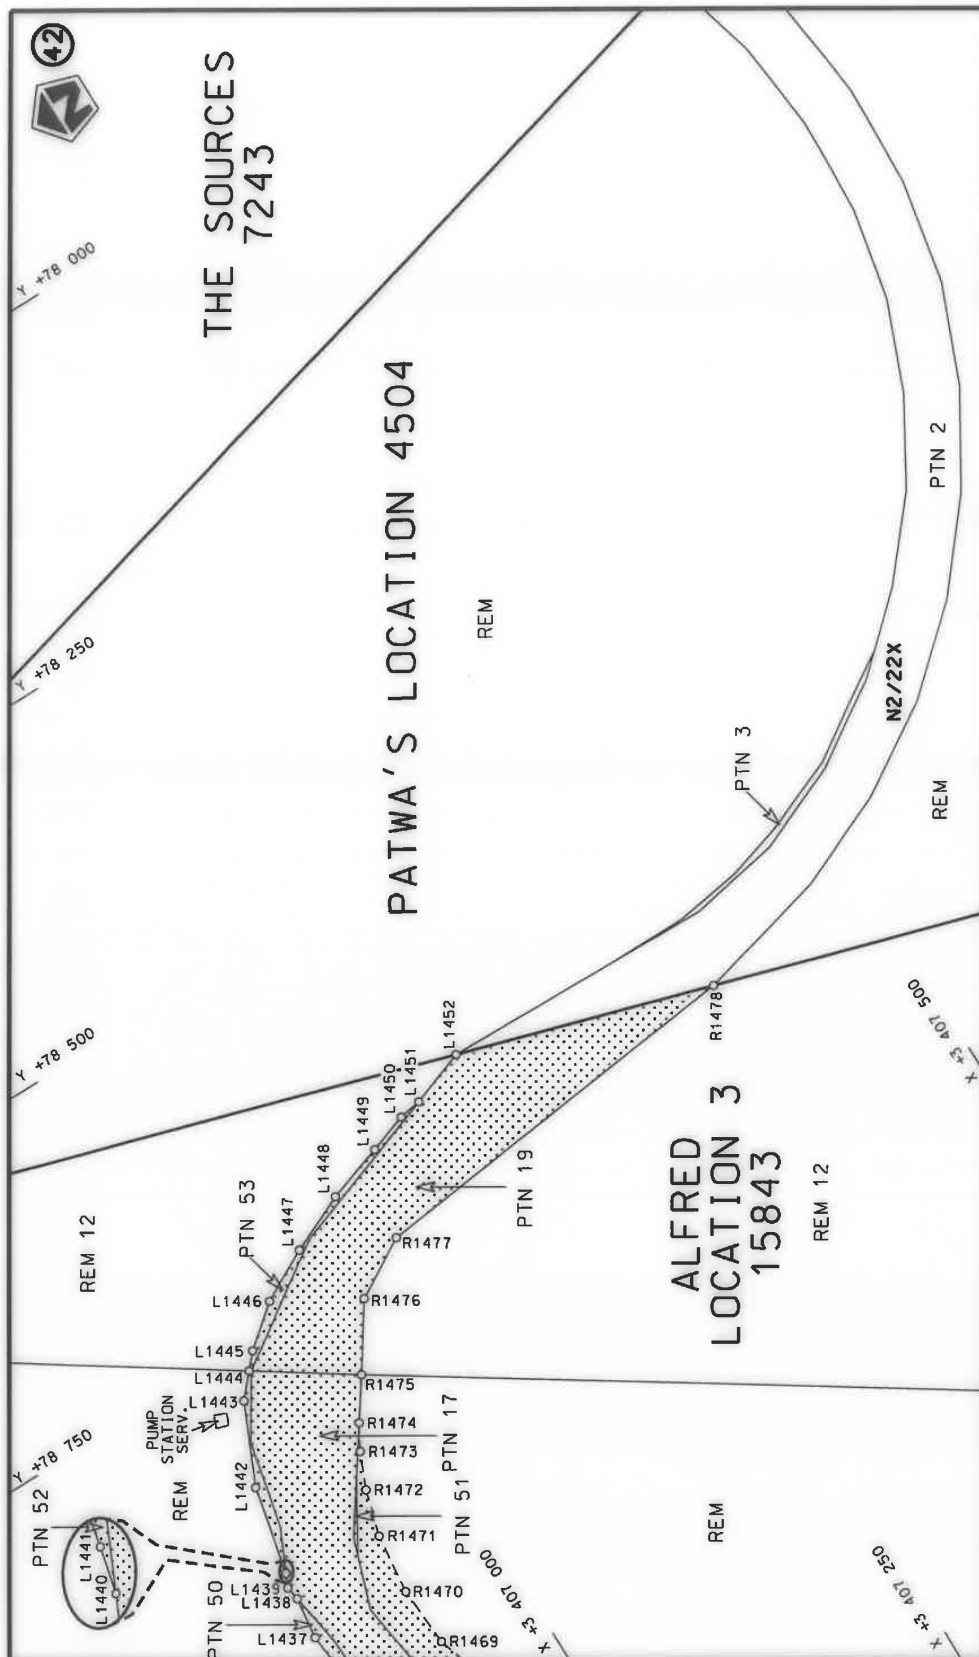 42
THE SOURCES
7243
Y +78 000
Y +78 250
Y +78 500
Y +78 750
PATWA'S LOCATION 4504
REM
PTN 2
N2/22X
PTN 3
REM
X +3 407 500
R1478
L1452
L1451
L1450
L1449
L1448
L1447
PTN 53
L1446
L1445
L1444
L1443
REM 12
PTN 19
R1477
R1476
R1475
R1474
R1473
R1472
R1471
R1470
R1469
ALFRED
LOCATION 3
15843
REM 12
PUMP
STATION
SERV.
L1442
REM
PTN 52
L1441
L1440
L1439
L1438
L1437
PTN 50
PTN 17
PTN 51
REM
X +3 407 000
X +3 407 250